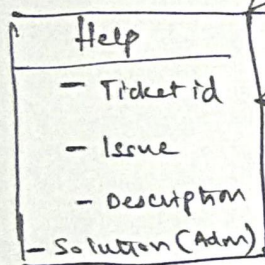 Help
- Ticket id
- Issue
- Description
- Solution (Adm)